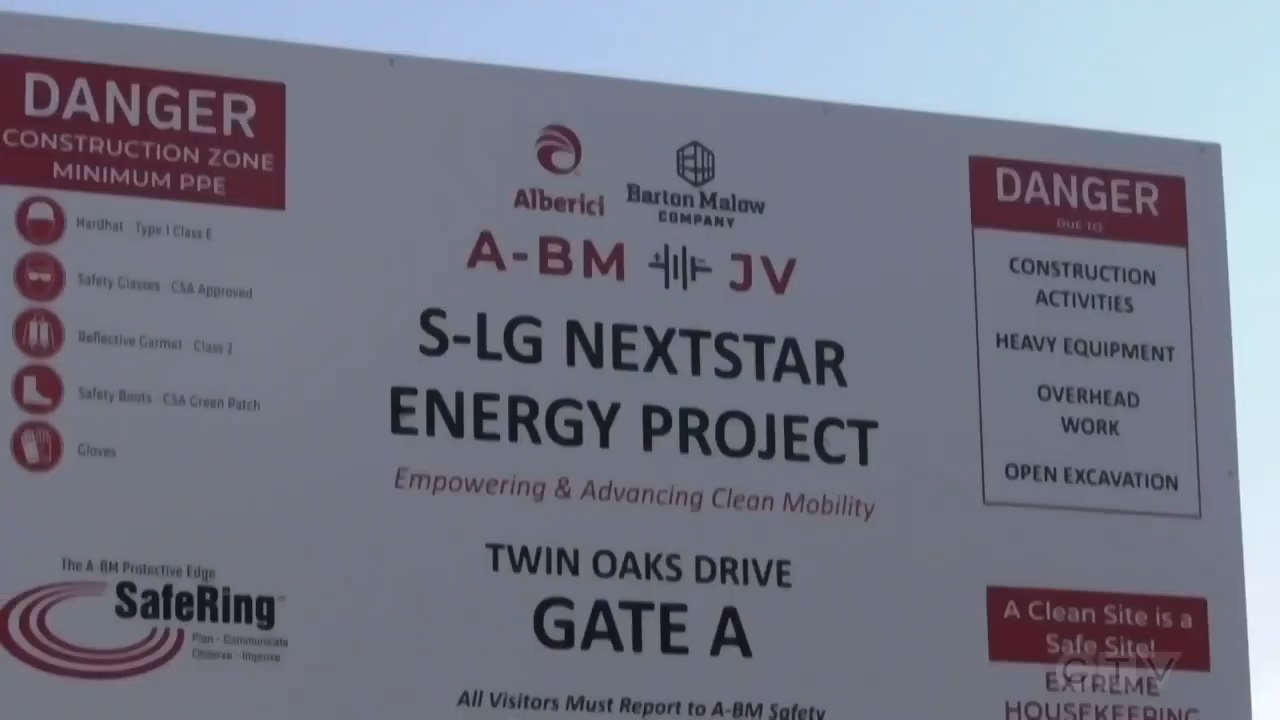 DANGER
CONSTRUCTION ZONE
MINIMUM PPE
Hardhat Type I Class E
Safety Glasses CSA Approved
Reflective Garmet Class 2
Safety Boots CSA Green Patch
Gloves
The A-BM Protective Edge
SafeRing™
Plan - Communicate
Observe - Improve
Alberici
Barton Malow
COMPANY
A-BM JV
S-LG NEXTSTAR
ENERGY PROJECT
Empowering & Advancing Clean Mobility
TWIN OAKS DRIVE
GATE A
All Visitors Must Report to A-BM Safety
DANGER
DUE TO:
CONSTRUCTION
ACTIVITIES
HEAVY EQUIPMENT
OVERHEAD
WORK
OPEN EXCAVATION
A Clean Site is a
Safe Site!
EXTREME
HOUSEKEEPING
CTV